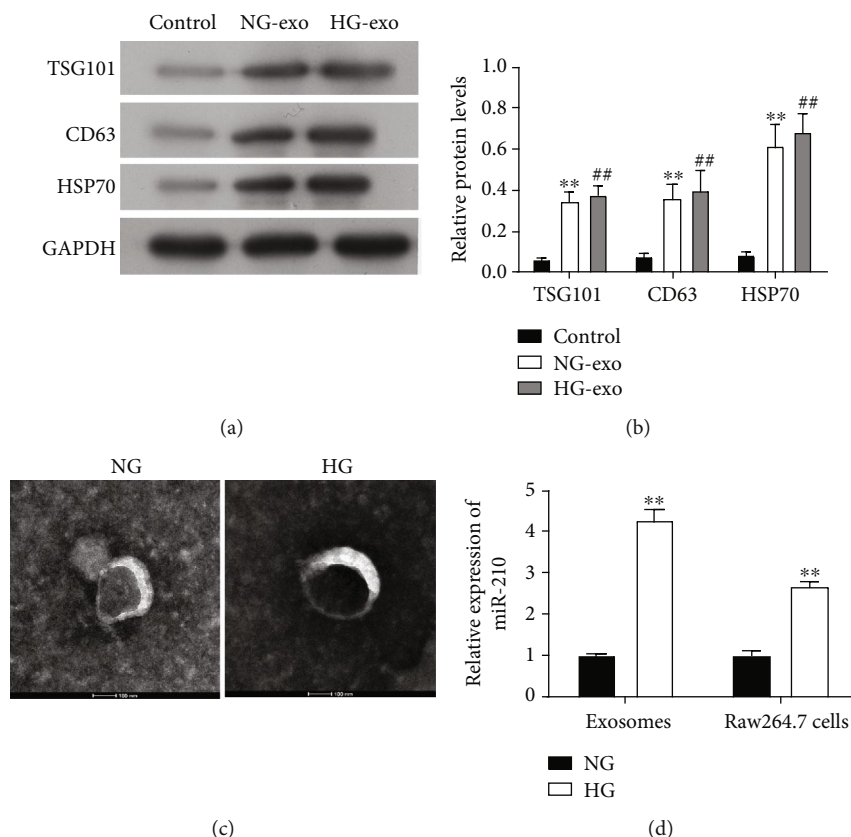 Control NG-exo HG-exo
TSG101
CD63
HSP70
GAPDH
(a)
Relative protein levels
1.0
0.8
0.6
0.4
0.2
0.0
** ## ** ## ** ##
TSG101 CD63 HSP70
Control
NG-exo
HG-exo
(b)
NG HG
100 nm 100 nm
(c)
Relative expression of
miR-210
5
4
3
2
1
0
** **
Exosomes Raw264.7 cells
NG
HG
(d)